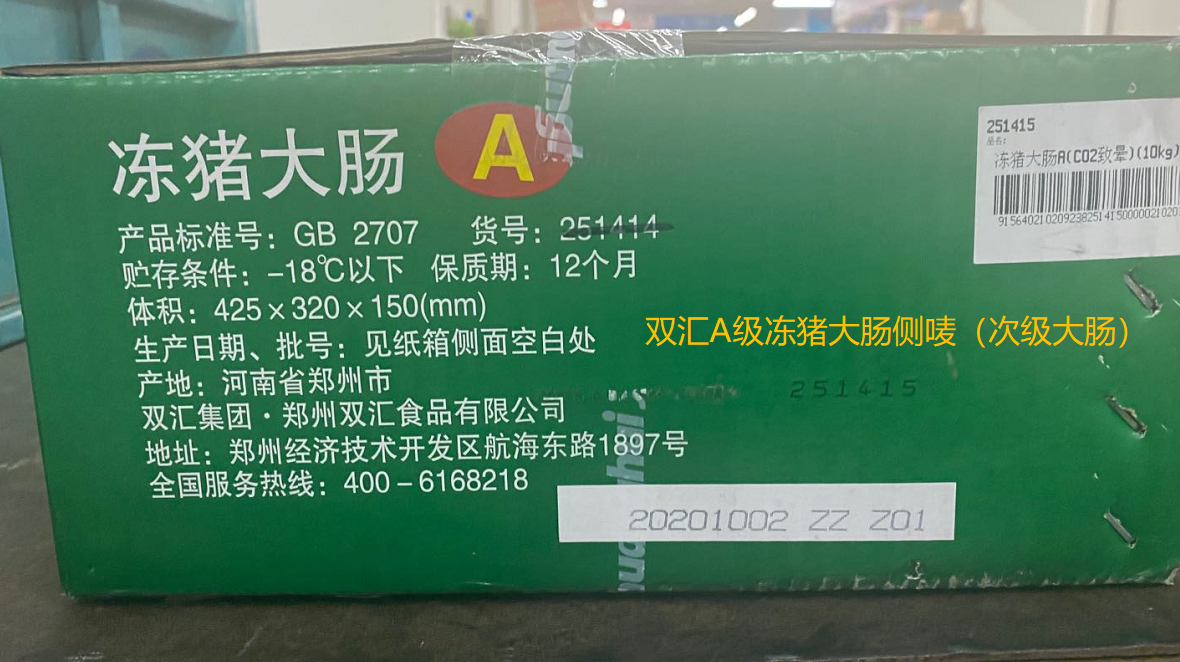 冻猪大肠 A
产品标准号：GB 2707 货号：251414
贮存条件：-18℃以下 保质期：12个月
体积：425×320×150(mm)
生产日期、批号：见纸箱侧面空白处
产地：河南省郑州市
双汇集团·郑州双汇食品有限公司
地址：郑州经济技术开发区航海东路1897号
全国服务热线：400-6168218
251415
品名：
冻猪大肠A(CO2致晕)(10kg)
双汇A级冻猪大肠侧唛（次级大肠）
251415
20201002 ZZ Z01